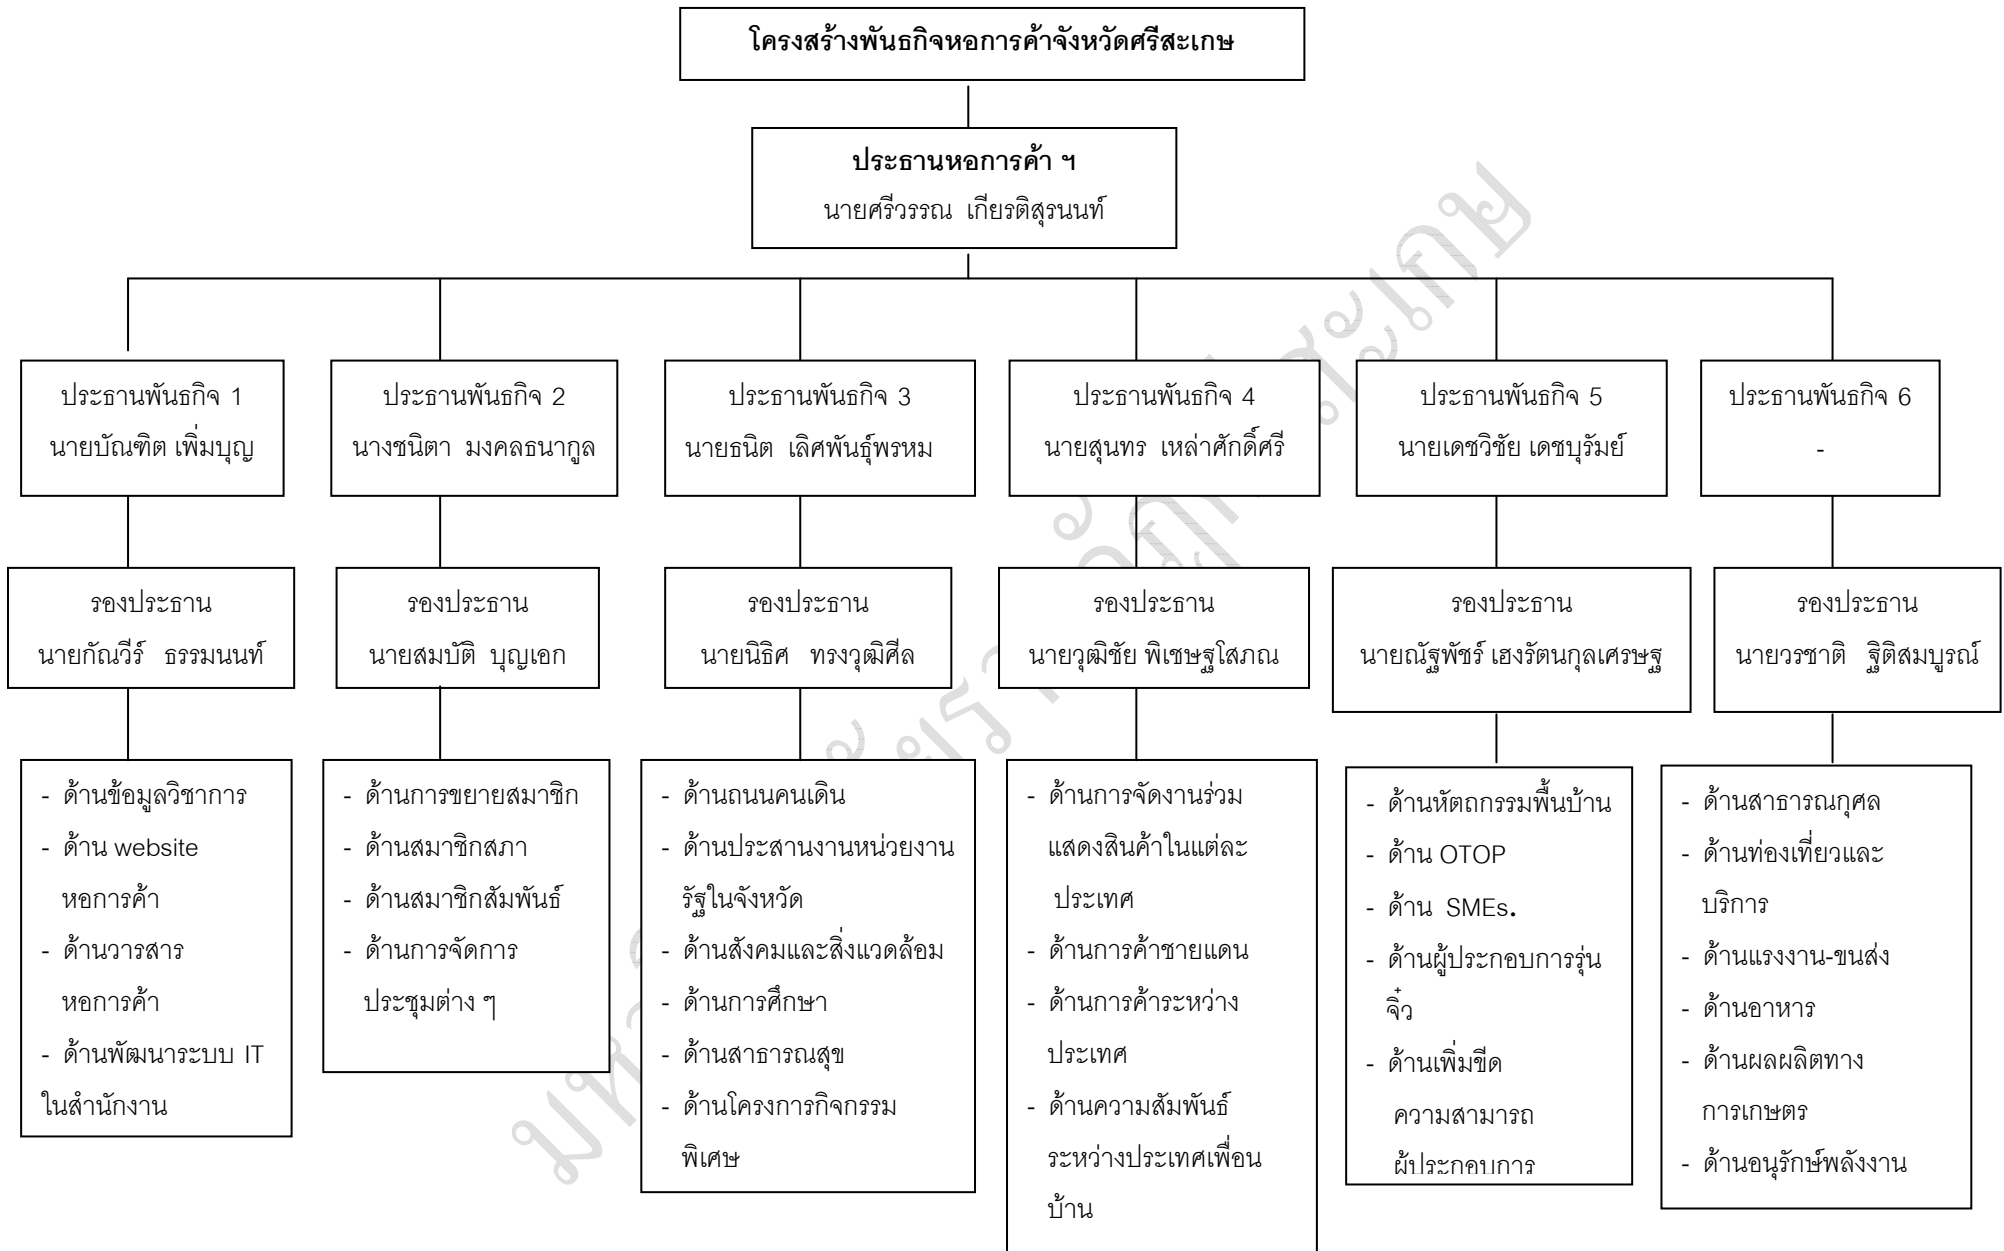 โครงสร้างพันธกิจหอการค้าจังหวัดศรีสะเกษ
ประธานหอการค้า ฯ
นายศรีวรรณ เกียรติสุรนนท์
ประธานพันธกิจ 1
นายบัณฑิต เพิ่มบุญ
ประธานพันธกิจ 2
นางชนิตา มงคลธนากูล
ประธานพันธกิจ 3
นายธนิต เลิศพันธุ์พรหม
ประธานพันธกิจ 4
นายสุนทร เหล่าศักดิ์ศรี
ประธานพันธกิจ 5
นายเดชวิชัย เดชบุรัมย์
ประธานพันธกิจ 6
-
รองประธาน
นายกัณวีร์ ธรรมนนท์
รองประธาน
นายสมบัติ บุญเอก
รองประธาน
นายนิธิศ ทรงวุฒิศีล
รองประธาน
นายวุฒิชัย พิเชษฐโสภณ
รองประธาน
นายณัฐพัชร์ เฮงรัตนกุลเศรษฐ
รองประธาน
นายวรชาติ ฐิติสมบูรณ์
- ด้านข้อมูลวิชาการ
- ด้าน website
หอการค้า
- ด้านวารสาร
หอการค้า
- ด้านพัฒนาระบบ IT
ในสำนักงาน
- ด้านการขยายสมาชิก
- ด้านสมาชิกสภา
- ด้านสมาชิกสัมพันธ์
- ด้านการจัดการ
ประชุมต่าง ๆ
- ด้านถนนคนเดิน
- ด้านประสานงานหน่วยงาน
รัฐในจังหวัด
- ด้านสังคมและสิ่งแวดล้อม
- ด้านการศึกษา
- ด้านสาธารณสุข
- ด้านโครงการกิจกรรม
พิเศษ
- ด้านการจัดงานร่วม
แสดงสินค้าในแต่ละ
ประเทศ
- ด้านการค้าชายแดน
- ด้านการค้าระหว่าง
ประเทศ
- ด้านความสัมพันธ์
ระหว่างประเทศเพื่อน
บ้าน
- ด้านหัตถกรรมพื้นบ้าน
- ด้าน OTOP
- ด้าน SMEs.
- ด้านผู้ประกอบการรุ่น
จิ๋ว
- ด้านเพิ่มขีด
ความสามารถ
ผู้ประกอบการ
- ด้านสาธารณกุศล
- ด้านท่องเที่ยวและ
บริการ
- ด้านแรงงาน-ขนส่ง
- ด้านอาหาร
- ด้านผลผลิตทาง
การเกษตร
- ด้านอนุรักษ์พลังงาน